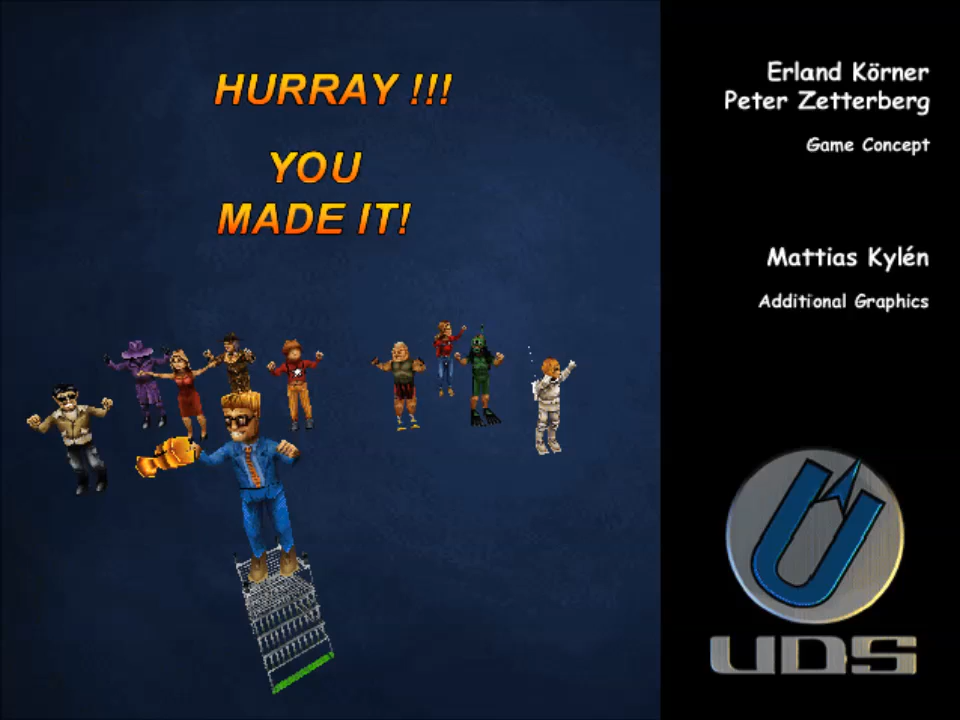 HURRAY !!!
YOU
MADE IT!
Erland Körner
Peter Zetterberg
Game Concept
Mattias Kylén
Additional Graphics
UDS